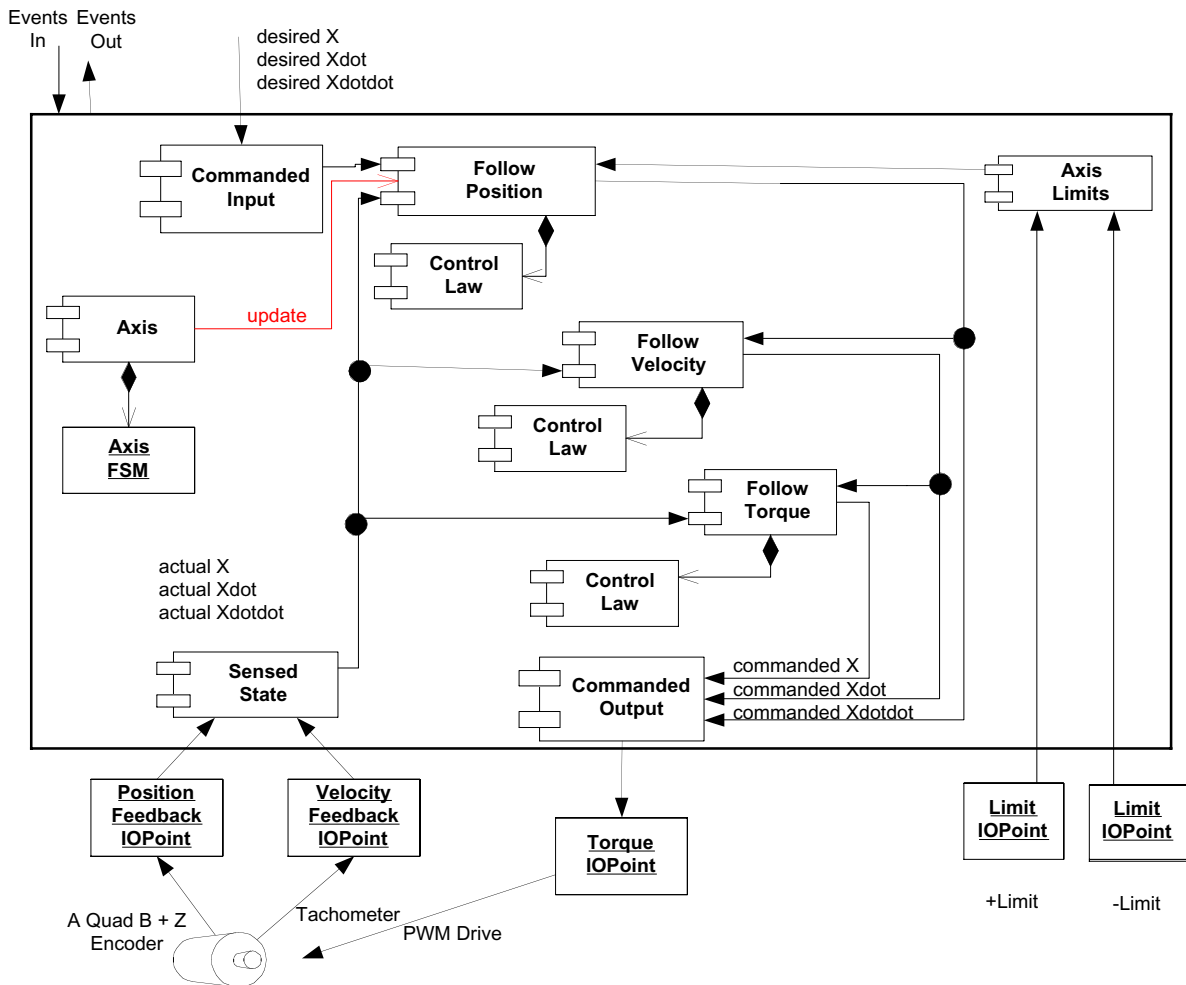 Events Events
In Out
desired X
desired Xdot
desired Xdotdot
Commanded
Input
Follow
Position
Axis
Limits
Control
Law
Axis
update
Follow
Velocity
Axis
FSM
Control
Law
Follow
Torque
actual X
actual Xdot
actual Xdotdot
Control
Law
Sensed
State
Commanded
Output
commanded X
commanded Xdot
commanded Xdotdot
Position
Feedback
IOPoint
Velocity
Feedback
IOPoint
Torque
IOPoint
Limit
IOPoint
Limit
IOPoint
+Limit
-Limit
A Quad B + Z
Encoder
Tachometer
PWM Drive